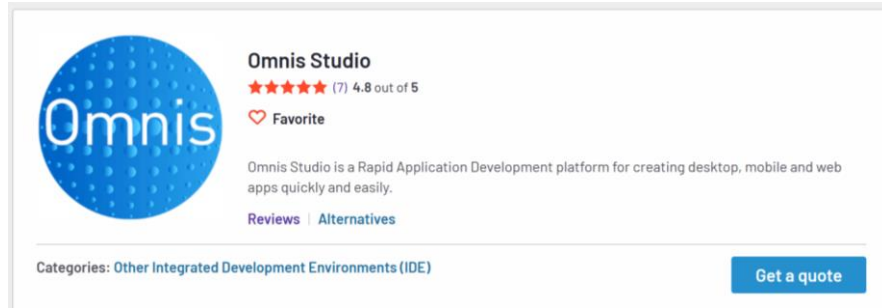 Omnis
Omnis Studio
(7) 4.8 out of 5
Favorite
Omnis Studio is a Rapid Application Development platform for creating desktop, mobile and web
apps quickly and easily.
Reviews | Alternatives
Categories: Other Integrated Development Environments (IDE)
Get a quote